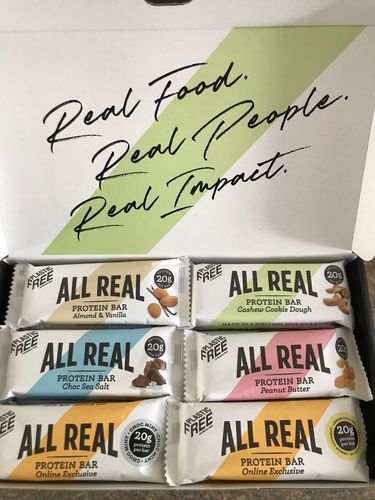 Real Food.
Real People.
Real Impact.
PLASTIC
FREE
ALL REAL
PROTEIN BAR
Almond & Vanilla
20g
PLASTIC
FREE
ALL REAL
PROTEIN BAR
Cashew Cookie Dough
20g
PLASTIC
FREE
ALL REAL
PROTEIN BAR
Choc Sea Salt
20g
PLASTIC
FREE
ALL REAL
PROTEIN BAR
Peanut Butter
20g
PLASTIC
FREE
ALL REAL
PROTEIN BAR
Online Exclusive
CHOC MINT
20g
protein
per bar
PLASTIC
FREE
ALL REAL
PROTEIN BAR
Online Exclusive
20g
protein
per bar